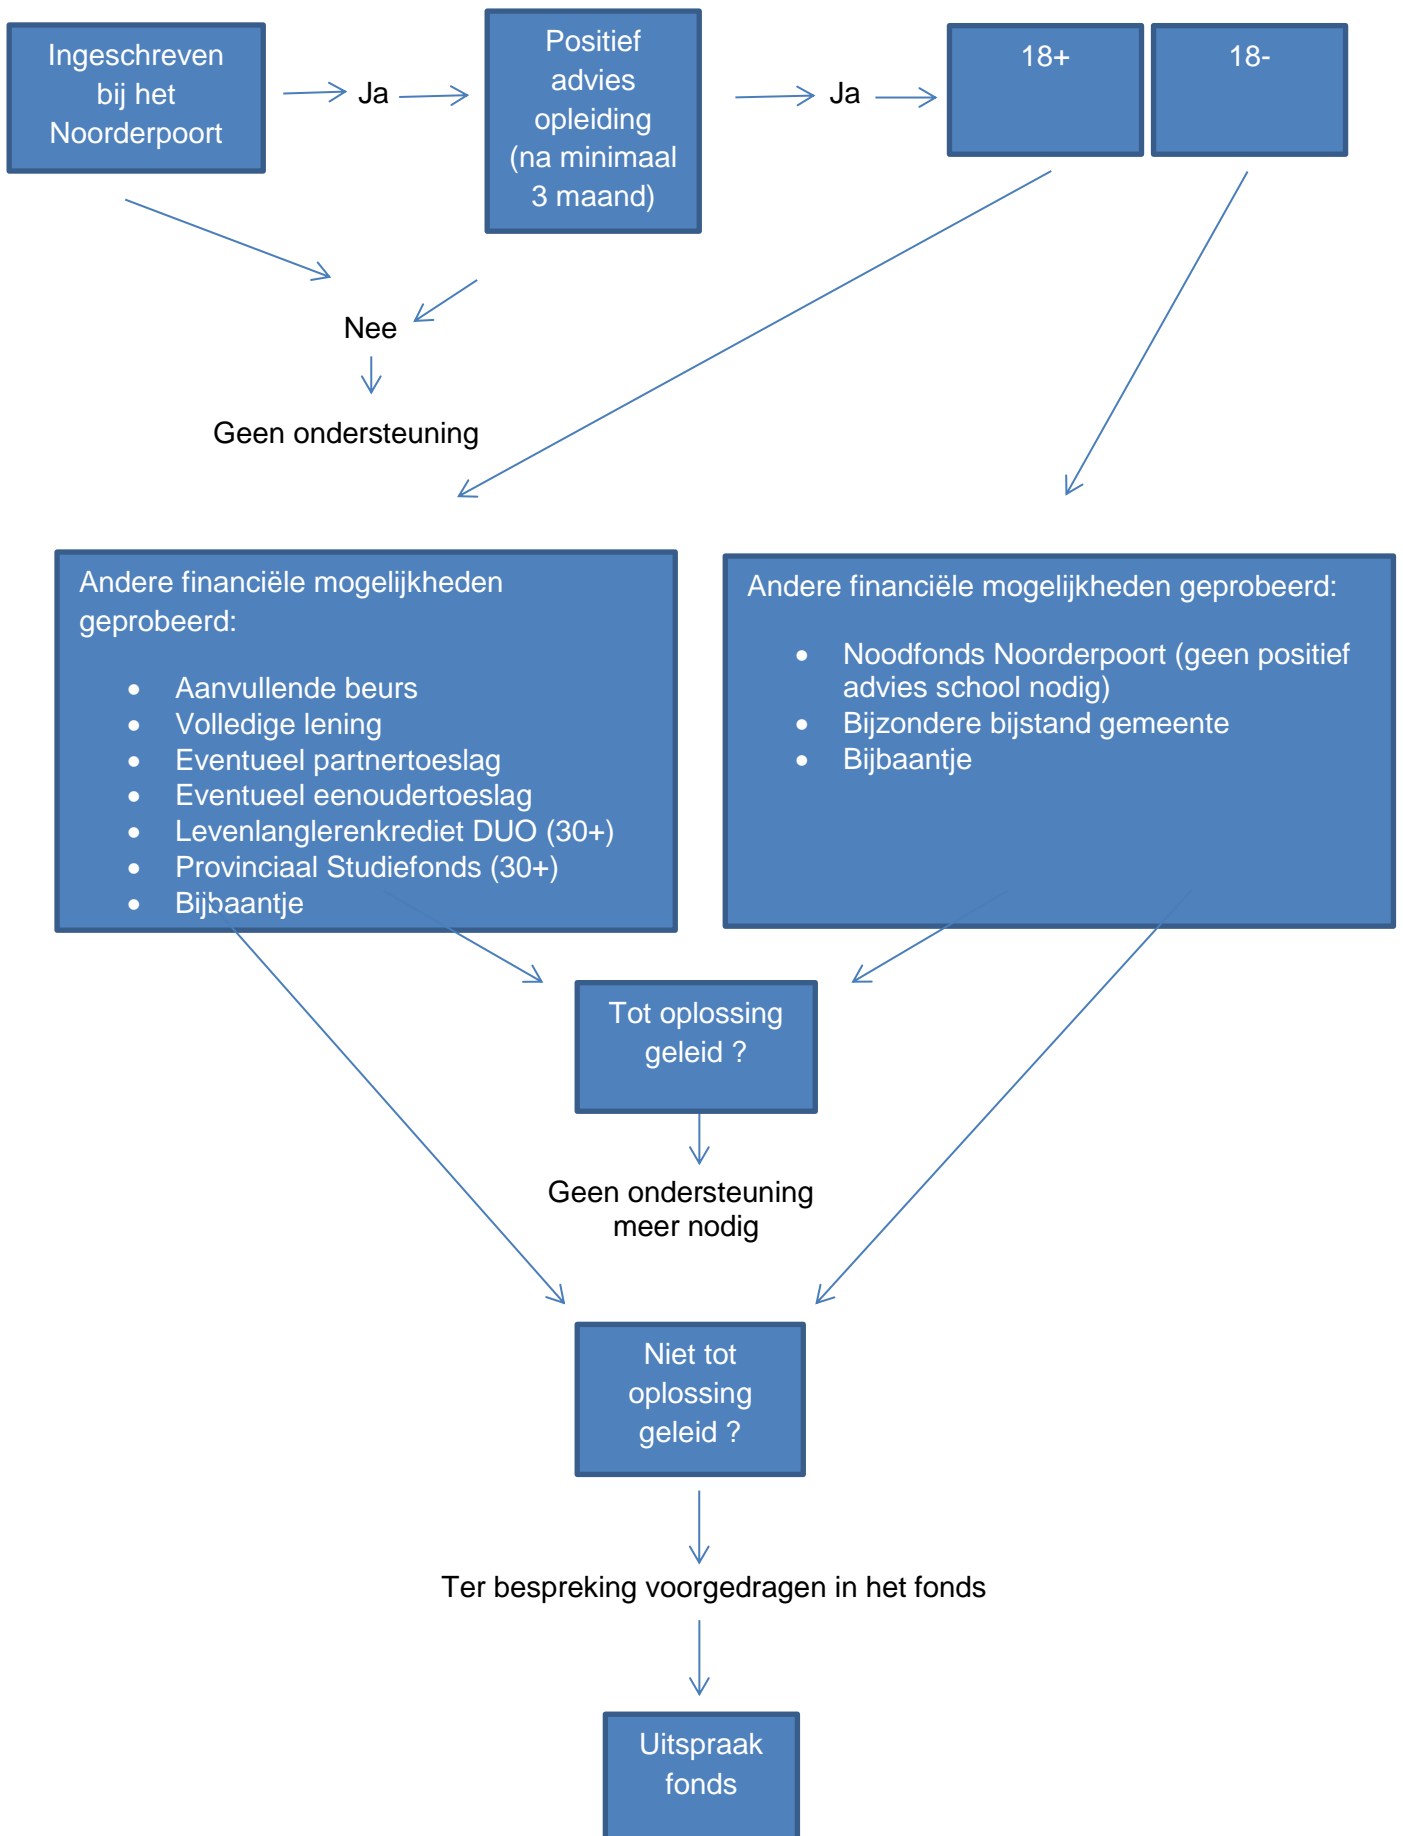 Ingeschreven
bij het
Noorderpoort
Ja
Positief
advies
opleiding
(na minimaal
3 maand)
Ja
18+
18-
Nee
Geen ondersteuning
Andere financiële mogelijkheden
geprobeerd:
• Aanvullende beurs
• Volledige lening
• Eventueel partnertoeslag
• Eventueel eenoudertoeslag
• Levenlanglerenkrediet DUO (30+)
• Provinciaal Studiefonds (30+)
• Bijbaantje
Andere financiële mogelijkheden geprobeerd:
• Noodfonds Noorderpoort (geen positief
advies school nodig)
• Bijzondere bijstand gemeente
• Bijbaantje
Tot oplossing
geleid ?
Geen ondersteuning
meer nodig
Niet tot
oplossing
geleid ?
Ter bespreking voorgedragen in het fonds
Uitspraak
fonds